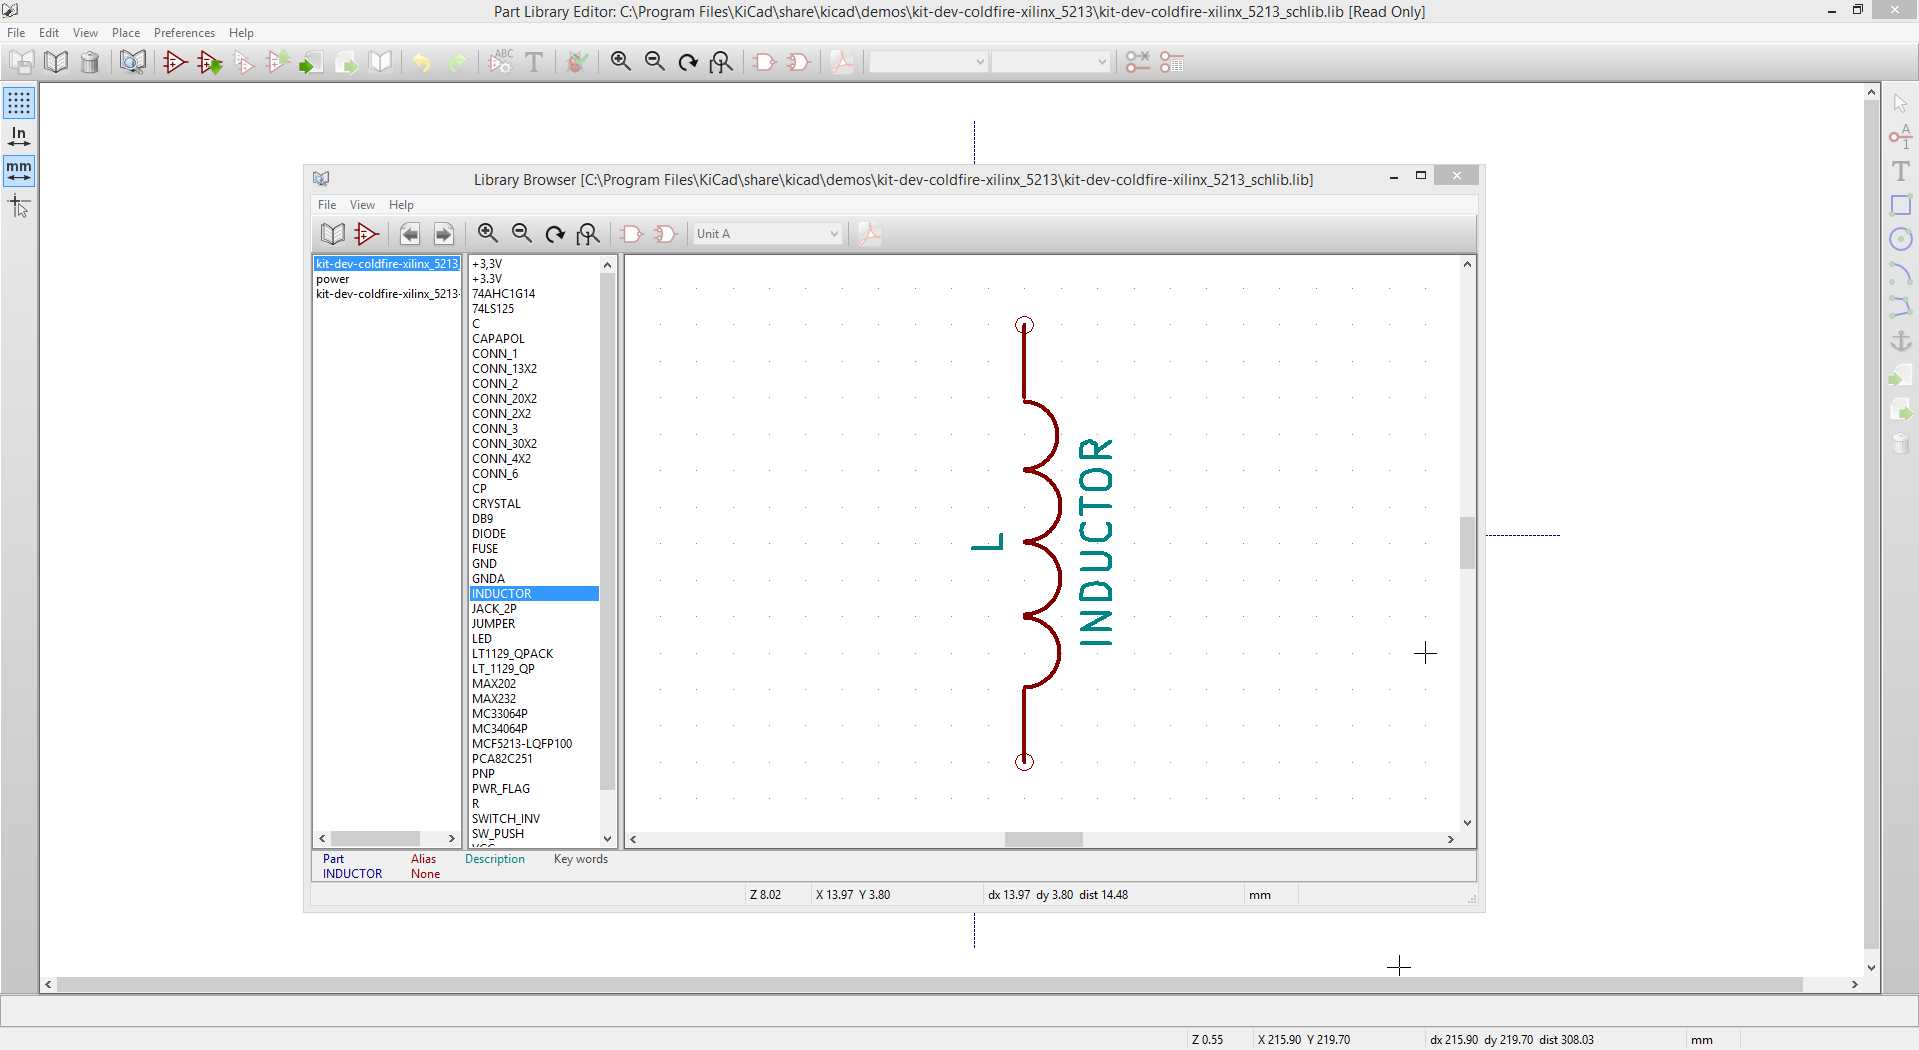 Part Library Editor: C:\Program Files\KiCad\share\kicad\demos\kit-dev-coldfire-xilinx_5213\kit-dev-coldfire-xilinx_5213_schlib.lib [Read Only]
File Edit View Place Preferences Help
ABC
T
In
mm
A
1
T
Library Browser [C:\Program Files\KiCad\share\kicad\demos\kit-dev-coldfire-xilinx_5213\kit-dev-coldfire-xilinx_5213_schlib.lib]
File View Help
Unit A
kit-dev-coldfire-xilinx_5213_
power
kit-dev-coldfire-xilinx_5213-
+3,3V
+3.3V
74AHC1G14
74LS125
C
CAPAPOL
CONN_1
CONN_13X2
CONN_2
CONN_20X2
CONN_2X2
CONN_3
CONN_30X2
CONN_4X2
CONN_6
CP
CRYSTAL
DB9
DIODE
FUSE
GND
GNDA
INDUCTOR
JACK_2P
JUMPER
LED
LT1129_QPACK
LT_1129_QP
MAX202
MAX232
MC33064P
MC34064P
MCF5213-LQFP100
PCA82C251
PNP
PWR_FLAG
R
SWITCH_INV
SW_PUSH
L
INDUCTOR
Part Alias Description Key words
INDUCTOR None
Z 8.02 X 13.97 Y 3.80 dx 13.97 dy 3.80 dist 14.48 mm
Z 0.55 X 215.90 Y 219.70 dx 215.90 dy 219.70 dist 308.03 mm